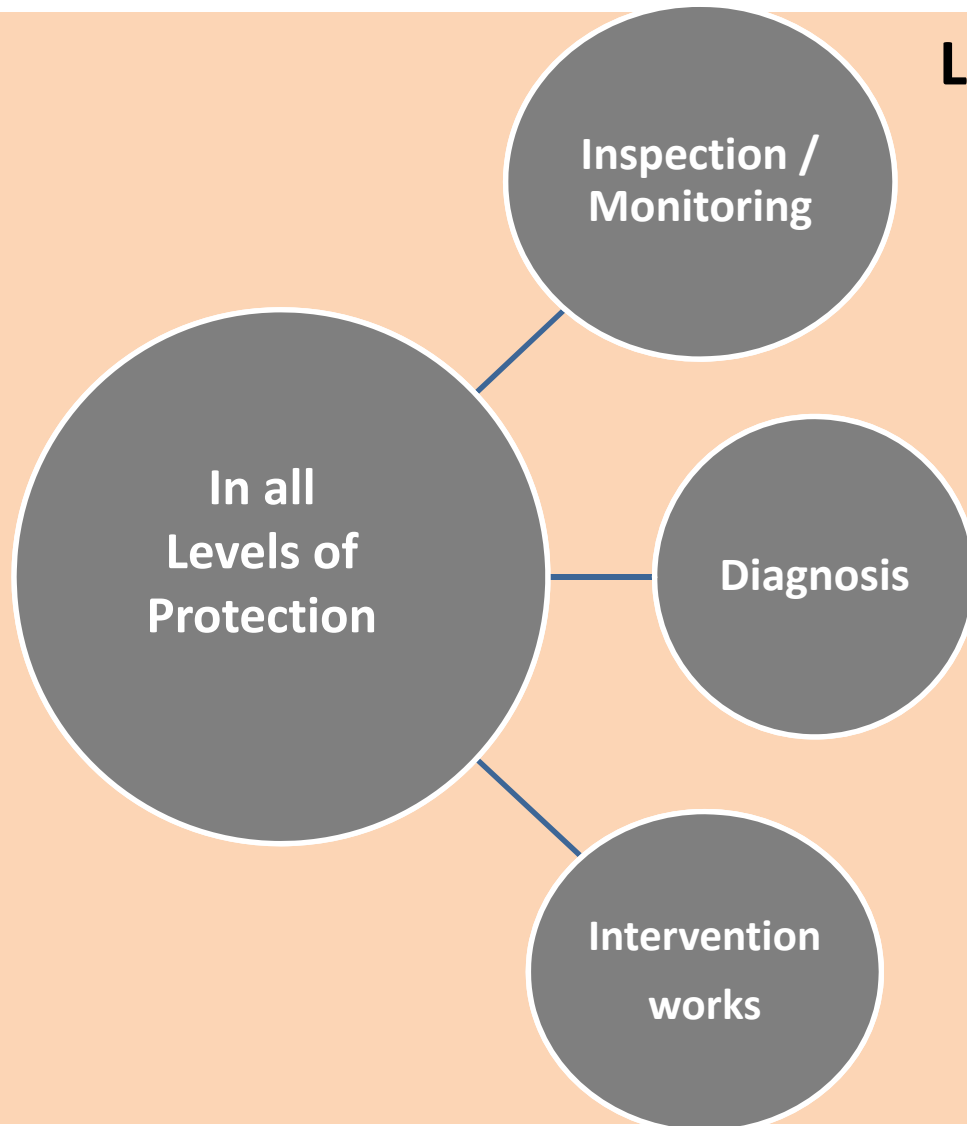 L
Inspection /
Monitoring
In all
Levels of
Protection
Diagnosis
Intervention
works